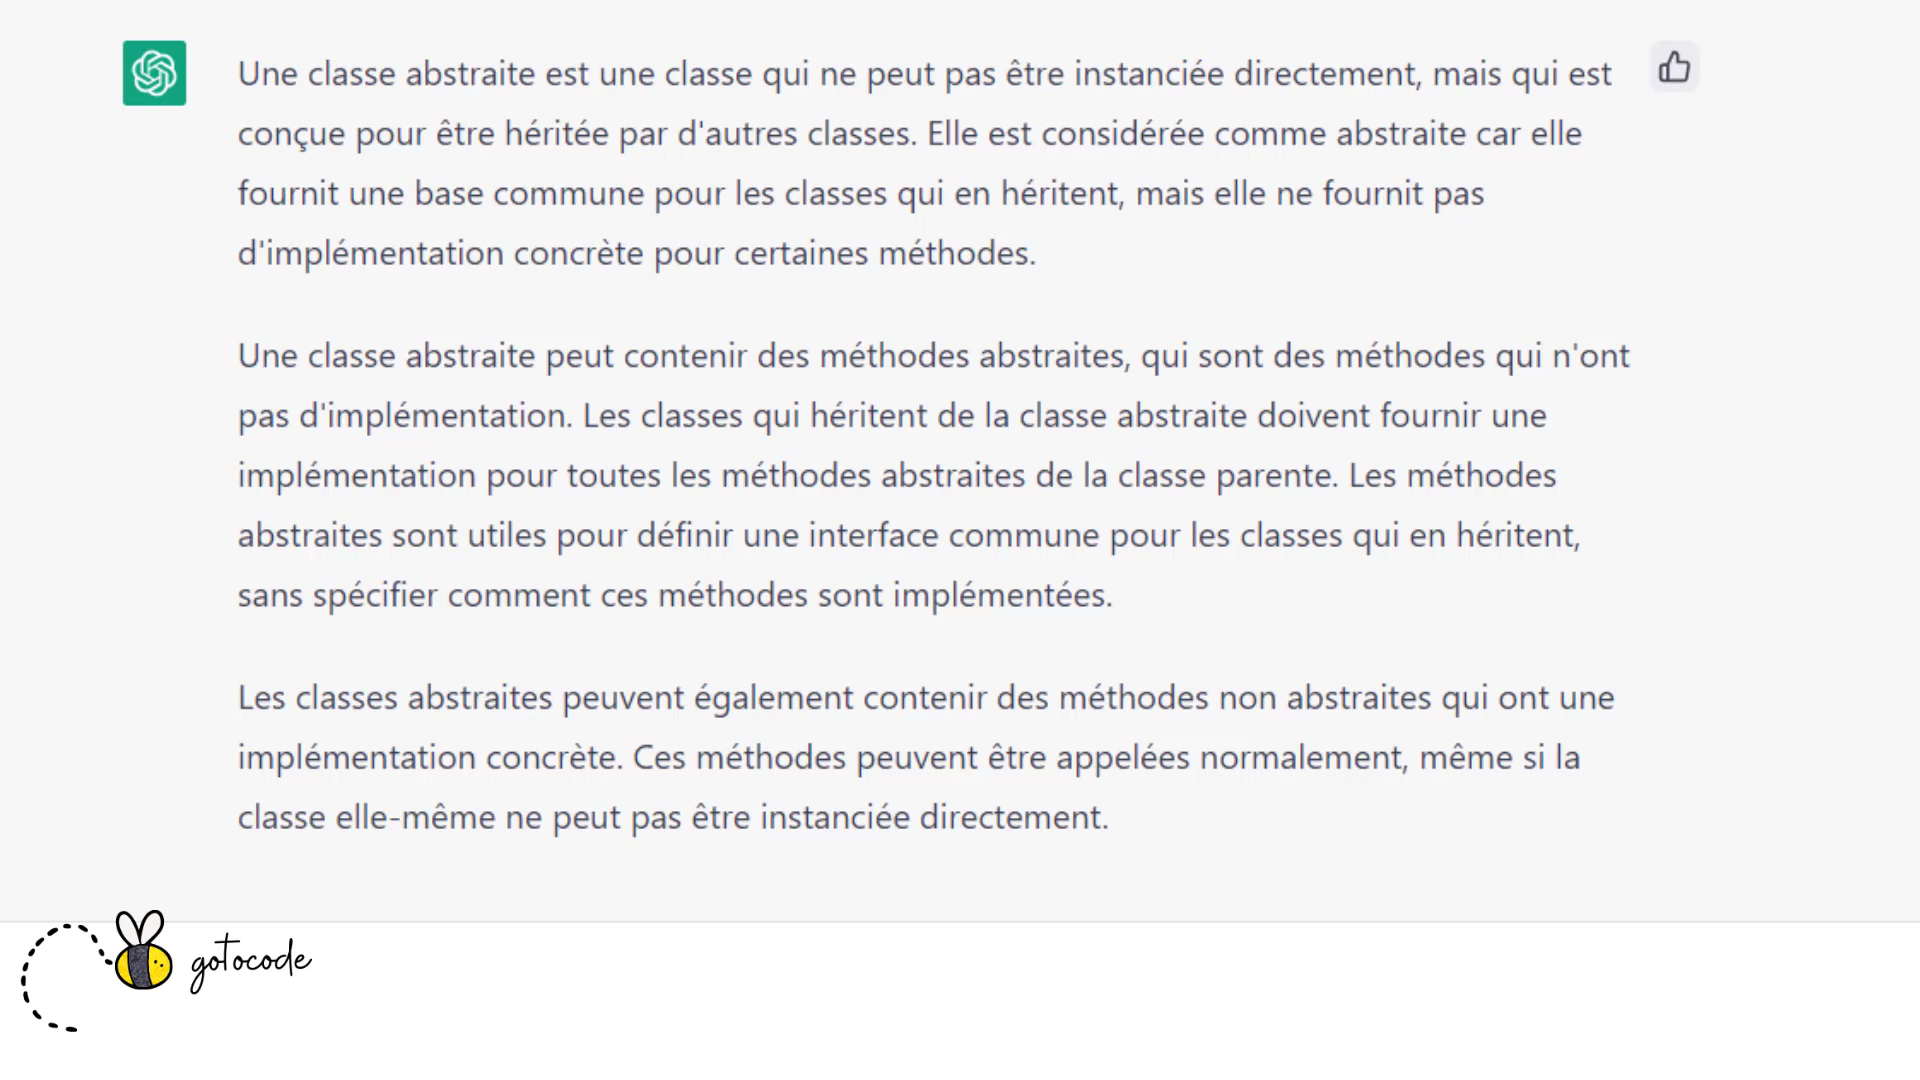 Une classe abstraite est une classe qui ne peut pas être instanciée directement, mais qui est
conçue pour être héritée par d'autres classes. Elle est considérée comme abstraite car elle
fournit une base commune pour les classes qui en héritent, mais elle ne fournit pas
d'implémentation concrète pour certaines méthodes.
Une classe abstraite peut contenir des méthodes abstraites, qui sont des méthodes qui n'ont
pas d'implémentation. Les classes qui héritent de la classe abstraite doivent fournir une
implémentation pour toutes les méthodes abstraites de la classe parente. Les méthodes
abstraites sont utiles pour définir une interface commune pour les classes qui en héritent,
sans spécifier comment ces méthodes sont implémentées.
Les classes abstraites peuvent également contenir des méthodes non abstraites qui ont une
implémentation concrète. Ces méthodes peuvent être appelées normalement, même si la
classe elle-même ne peut pas être instanciée directement.
gotocode